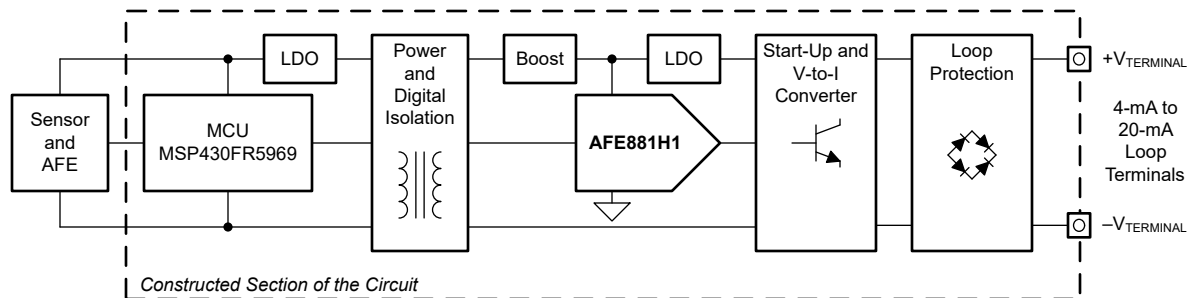 LDO
Power
and
Digital
Isolation
Boost
LDO
Start-Up and
V-to-I
Converter
Loop
Protection
+VTERMINAL
Sensor
and
AFE
MCU
MSP430FR5969
AFE881H1
4-mA to
20-mA
Loop
Terminals
–VTERMINAL
Constructed Section of the Circuit